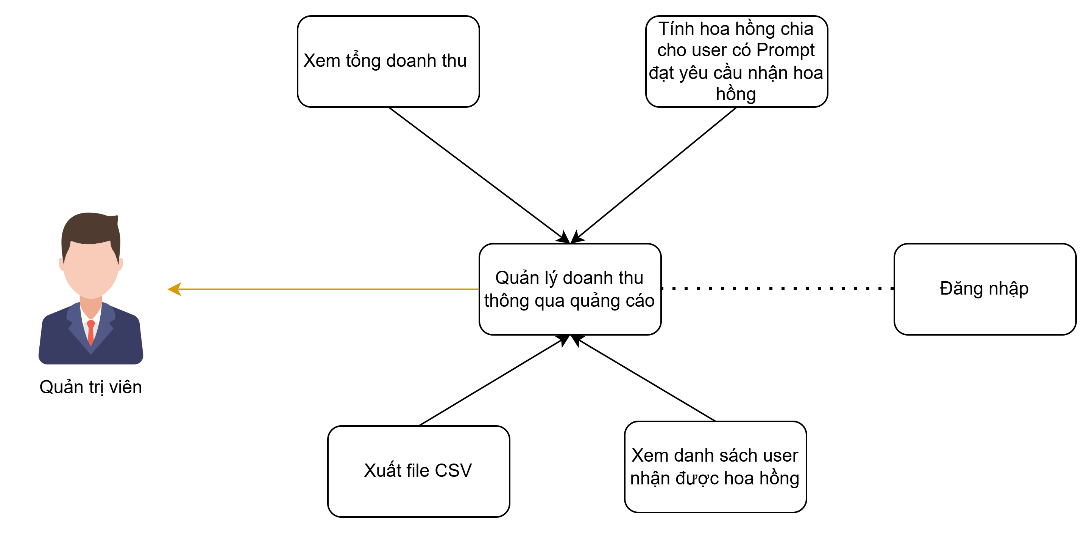 Xem tổng doanh thu
Tính hoa hồng chia
cho user có Prompt
đạt yêu cầu nhận hoa
hồng
Quản lý doanh thu
thông qua quảng cáo
Đăng nhập
Quản trị viên
Xuất file CSV
Xem danh sách user
nhận được hoa hồng